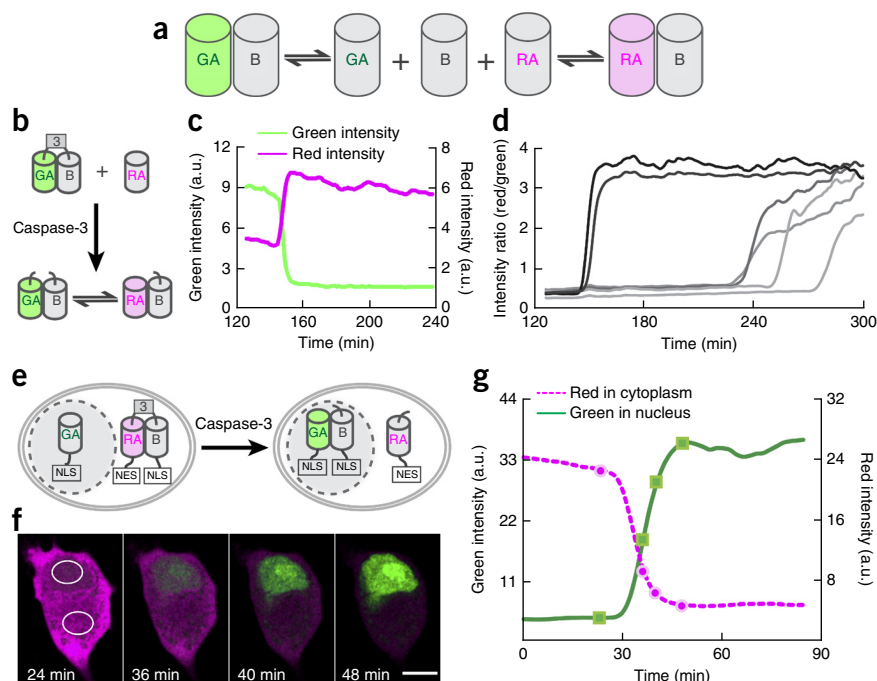 a
GA B GA + B + RA RA B
b
3
GA B + RA
Caspase-3
GA B RA B
c
Green intensity
Red intensity
Green intensity (a.u.)
12
9
6
3
0
Red intensity (a.u.)
8
6
4
2
0
120 160 200 240
Time (min)
d
Intensity ratio (red/green)
4
3
2
1
0
120 180 240 300
Time (min)
e
3
GA RA B
NLS NES NLS
Caspase-3
GA B RA
NLS NLS NES
f
24 min 36 min 40 min 48 min
g
Red in cytoplasm
Green in nucleus
Green intensity (a.u.)
44
33
22
11
Red intensity (a.u.)
32
24
16
8
0 30 60 90
Time (min)